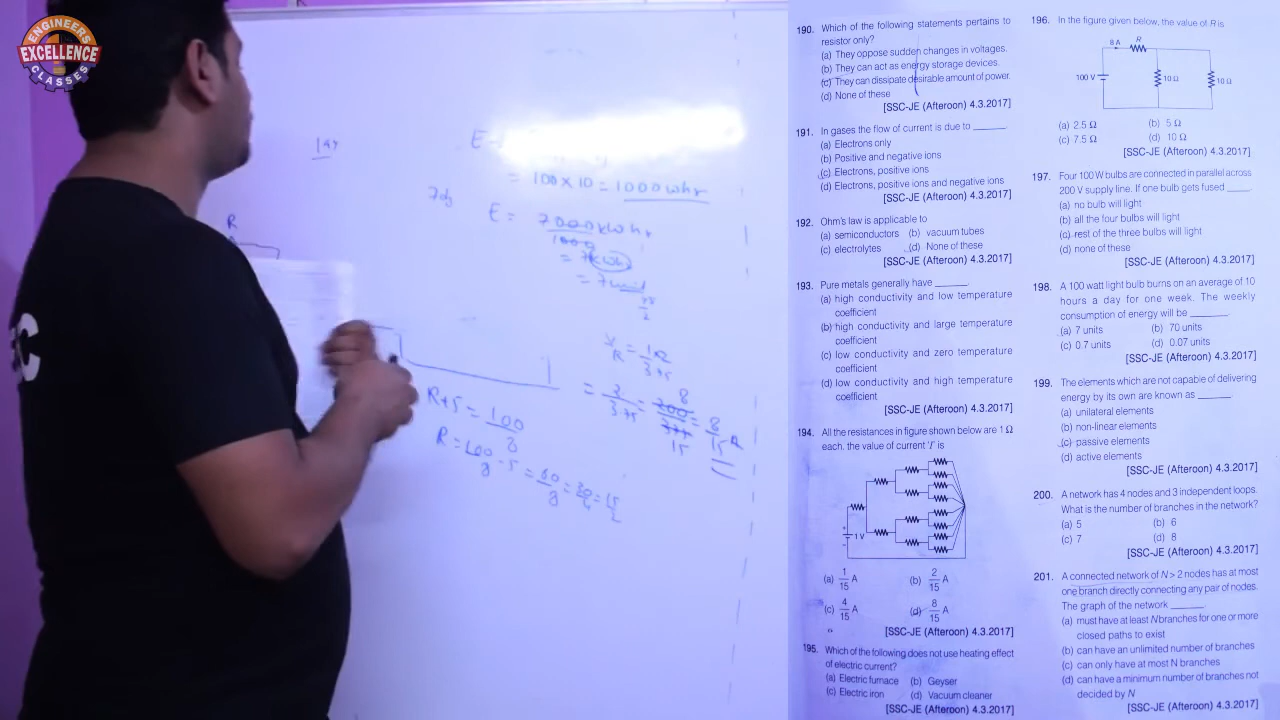 ENGINEERS
EXCELLENCE
CLASSES
R
7 day
= 100 × 10 = 1000 whr
E =
= 7 kwhr
= 7 unit
R+5 = 100/8
R = 100/8 - 5 = 60/8 = 30/4 = 15/2
= 8/15
190. Which of the following statements pertains to
resistor only?
(a) They oppose sudden changes in voltages.
(b) They can act as energy storage devices.
(c) They can dissipate desirable amount of power.
(d) None of these
[SSC-JE (Afteroon) 4.3.2017]
191. In gases the flow of current is due to ______
(a) Electrons only
(b) Positive and negative ions
(c) Electrons, positive ions
(d) Electrons, positive ions and negative ions
[SSC-JE (Afteroon) 4.3.2017]
192. Ohm's law is applicable to
(a) semiconductors (b) vacuum tubes
(c) electrolytes (d) None of these
[SSC-JE (Afteroon) 4.3.2017]
193. Pure metals generally have ______.
(a) high conductivity and low temperature
coefficient
(b) high conductivity and large temperature
coefficient
(c) low conductivity and zero temperature
coefficient
(d) low conductivity and high temperature
coefficient
[SSC-JE (Afteroon) 4.3.2017]
194. All the resistances in figure shown below are 1 Ω
each. the value of current 'I' is
1 V
(a) 1/15 A (b) 2/15 A
(c) 4/15 A (d) 8/15 A
[SSC-JE (Afteroon) 4.3.2017]
195. Which of the following does not use heating effect
of electric current?
(a) Electric furnace (b) Geyser
(c) Electric iron (d) Vacuum cleaner
[SSC-JE (Afteroon) 4.3.2017]
196. In the figure given below, the value of R is
8 A R
100 V 10 Ω 10 Ω
(a) 2.5 Ω (b) 5 Ω
(c) 7.5 Ω (d) 10 Ω
[SSC-JE (Afteroon) 4.3.2017]
197. Four 100 W bulbs are connected in parallel across
200 V supply line. If one bulb gets fused ______.
(a) no bulb will light
(b) all the four bulbs will light
(c) rest of the three bulbs will light
(d) none of these
[SSC-JE (Afteroon) 4.3.2017]
198. A 100 watt light bulb burns on an average of 10
hours a day for one week. The weekly
consumption of energy will be ______
(a) 7 units (b) 70 units
(c) 0.7 units (d) 0.07 units
[SSC-JE (Afteroon) 4.3.2017]
199. The elements which are not capable of delivering
energy by its own are known as ______
(a) unilateral elements
(b) non-linear elements
(c) passive elements
(d) active elements
[SSC-JE (Afteroon) 4.3.2017]
200. A network has 4 nodes and 3 independent loops.
What is the number of branches in the network?
(a) 5 (b) 6
(c) 7 (d) 8
[SSC-JE (Afteroon) 4.3.2017]
201. A connected network of N > 2 nodes has at most
one branch directly connecting any pair of nodes.
The graph of the network ______
(a) must have at least N branches for one or more
closed paths to exist
(b) can have an unlimited number of branches
(c) can only have at most N branches
(d) can have a minimum number of branches not
decided by N
[SSC-JE (Afteroon) 4.3.2017]